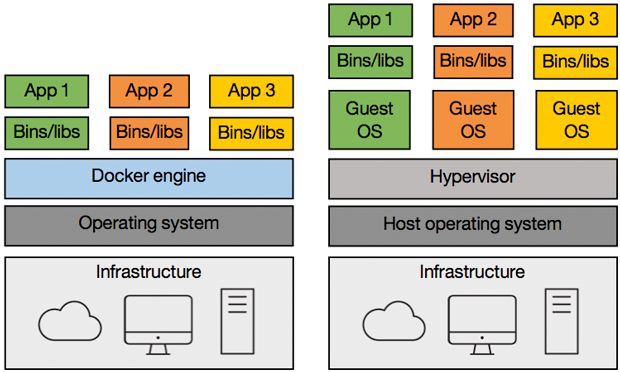 App 1
App 2
App 3
Bins/libs
Bins/libs
Bins/libs
Docker engine
Operating system
Infrastructure
App 1
App 2
App 3
Bins/libs
Bins/libs
Bins/libs
Guest
OS
Guest
OS
Guest
OS
Hypervisor
Host operating system
Infrastructure